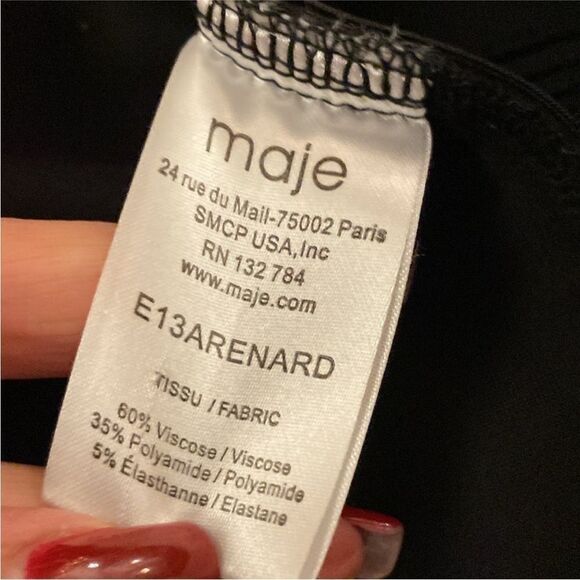 maje
24 rue du Mail-75002 Paris
SMCP USA,Inc
RN 132 784
www.maje.com
E13ARENARD
TISSU / FABRIC
60% Viscose / Viscose
35% Polyamide / Polyamide
5% Élasthanne / Elastane